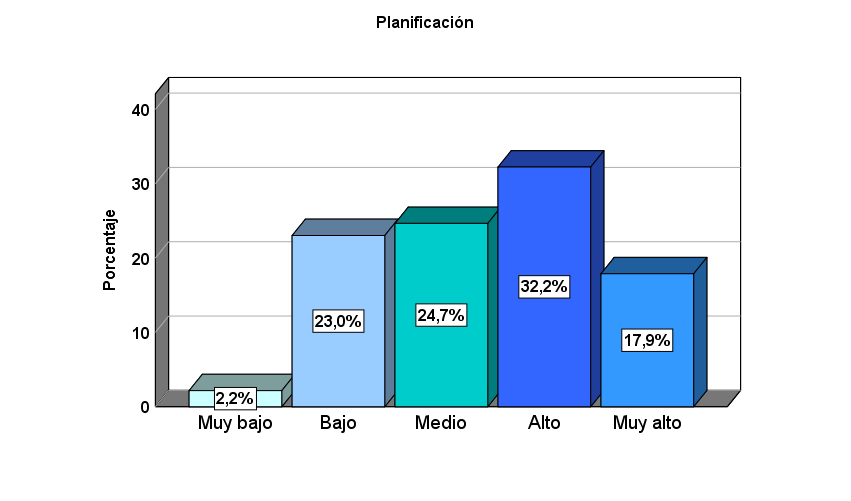 Planificación
Porcentaje
40
30
20
10
0
2,2%
23,0%
24,7%
32,2%
17,9%
Muy bajo
Bajo
Medio
Alto
Muy alto